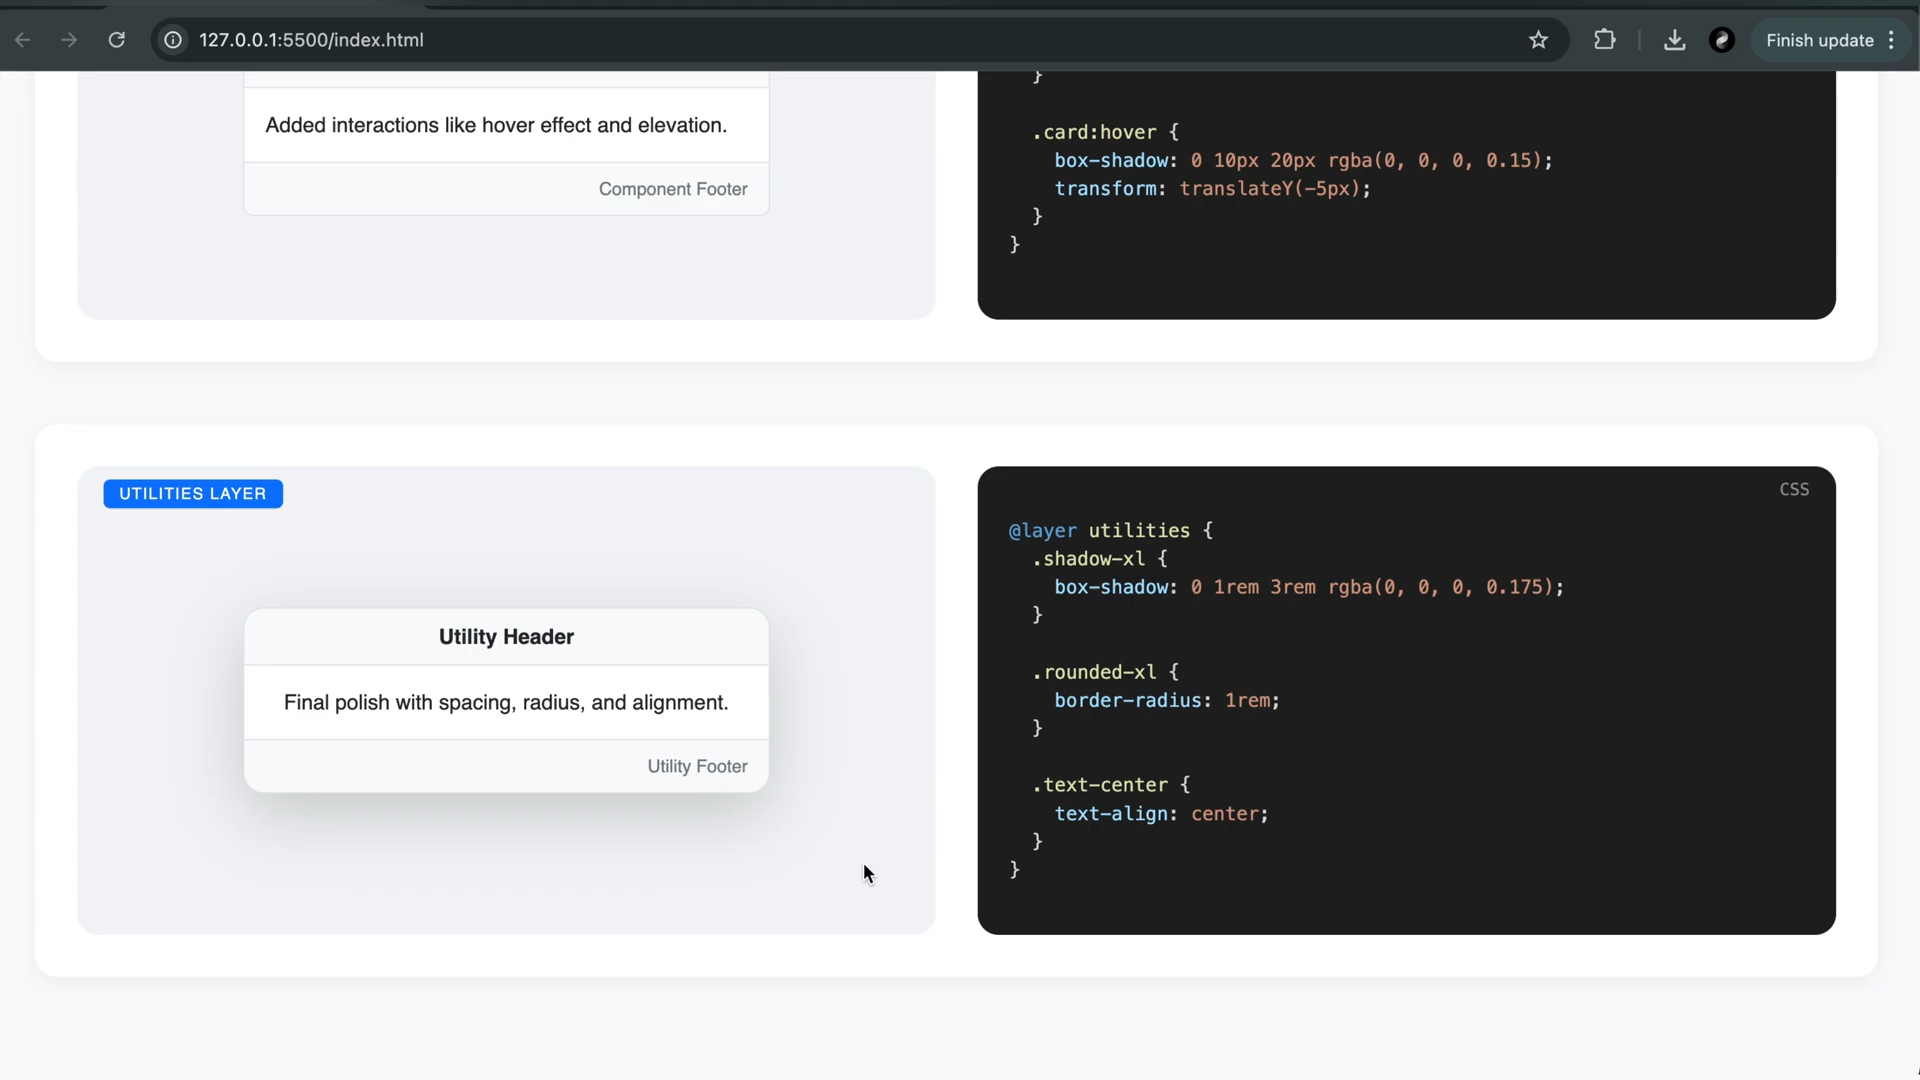 127.0.0.1:5500/index.html
Finish update
Added interactions like hover effect and elevation.
Component Footer
}
.card:hover {
box-shadow: 0 10px 20px rgba(0, 0, 0, 0.15);
transform: translateY(-5px);
}
}
UTILITIES LAYER
Utility Header
Final polish with spacing, radius, and alignment.
Utility Footer
CSS
@layer utilities {
.shadow-xl {
box-shadow: 0 1rem 3rem rgba(0, 0, 0, 0.175);
}
.rounded-xl {
border-radius: 1rem;
}
.text-center {
text-align: center;
}
}